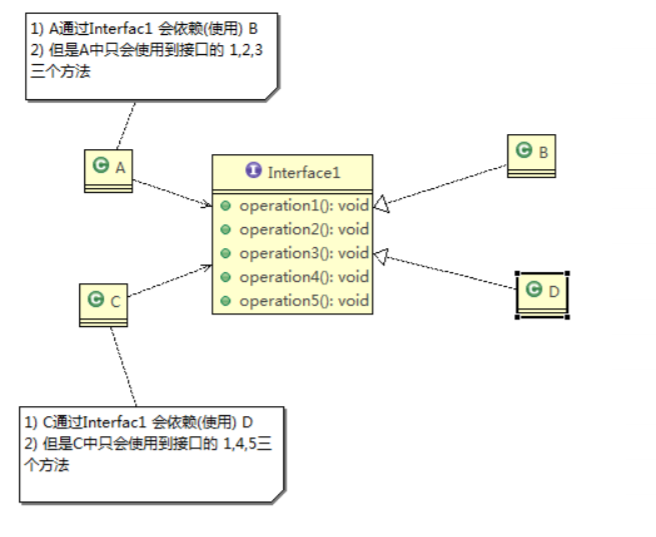 1) A通过Interfac1 会依赖(使用) B
2) 但是A中只会使用到接口的 1,2,3
三个方法
C A
I Interface1
C B
operation1(): void
operation2(): void
operation3(): void
operation4(): void
operation5(): void
C C
C D
1) C通过Interfac1 会依赖(使用) D
2) 但是C中只会使用到接口的 1,4,5三
个方法